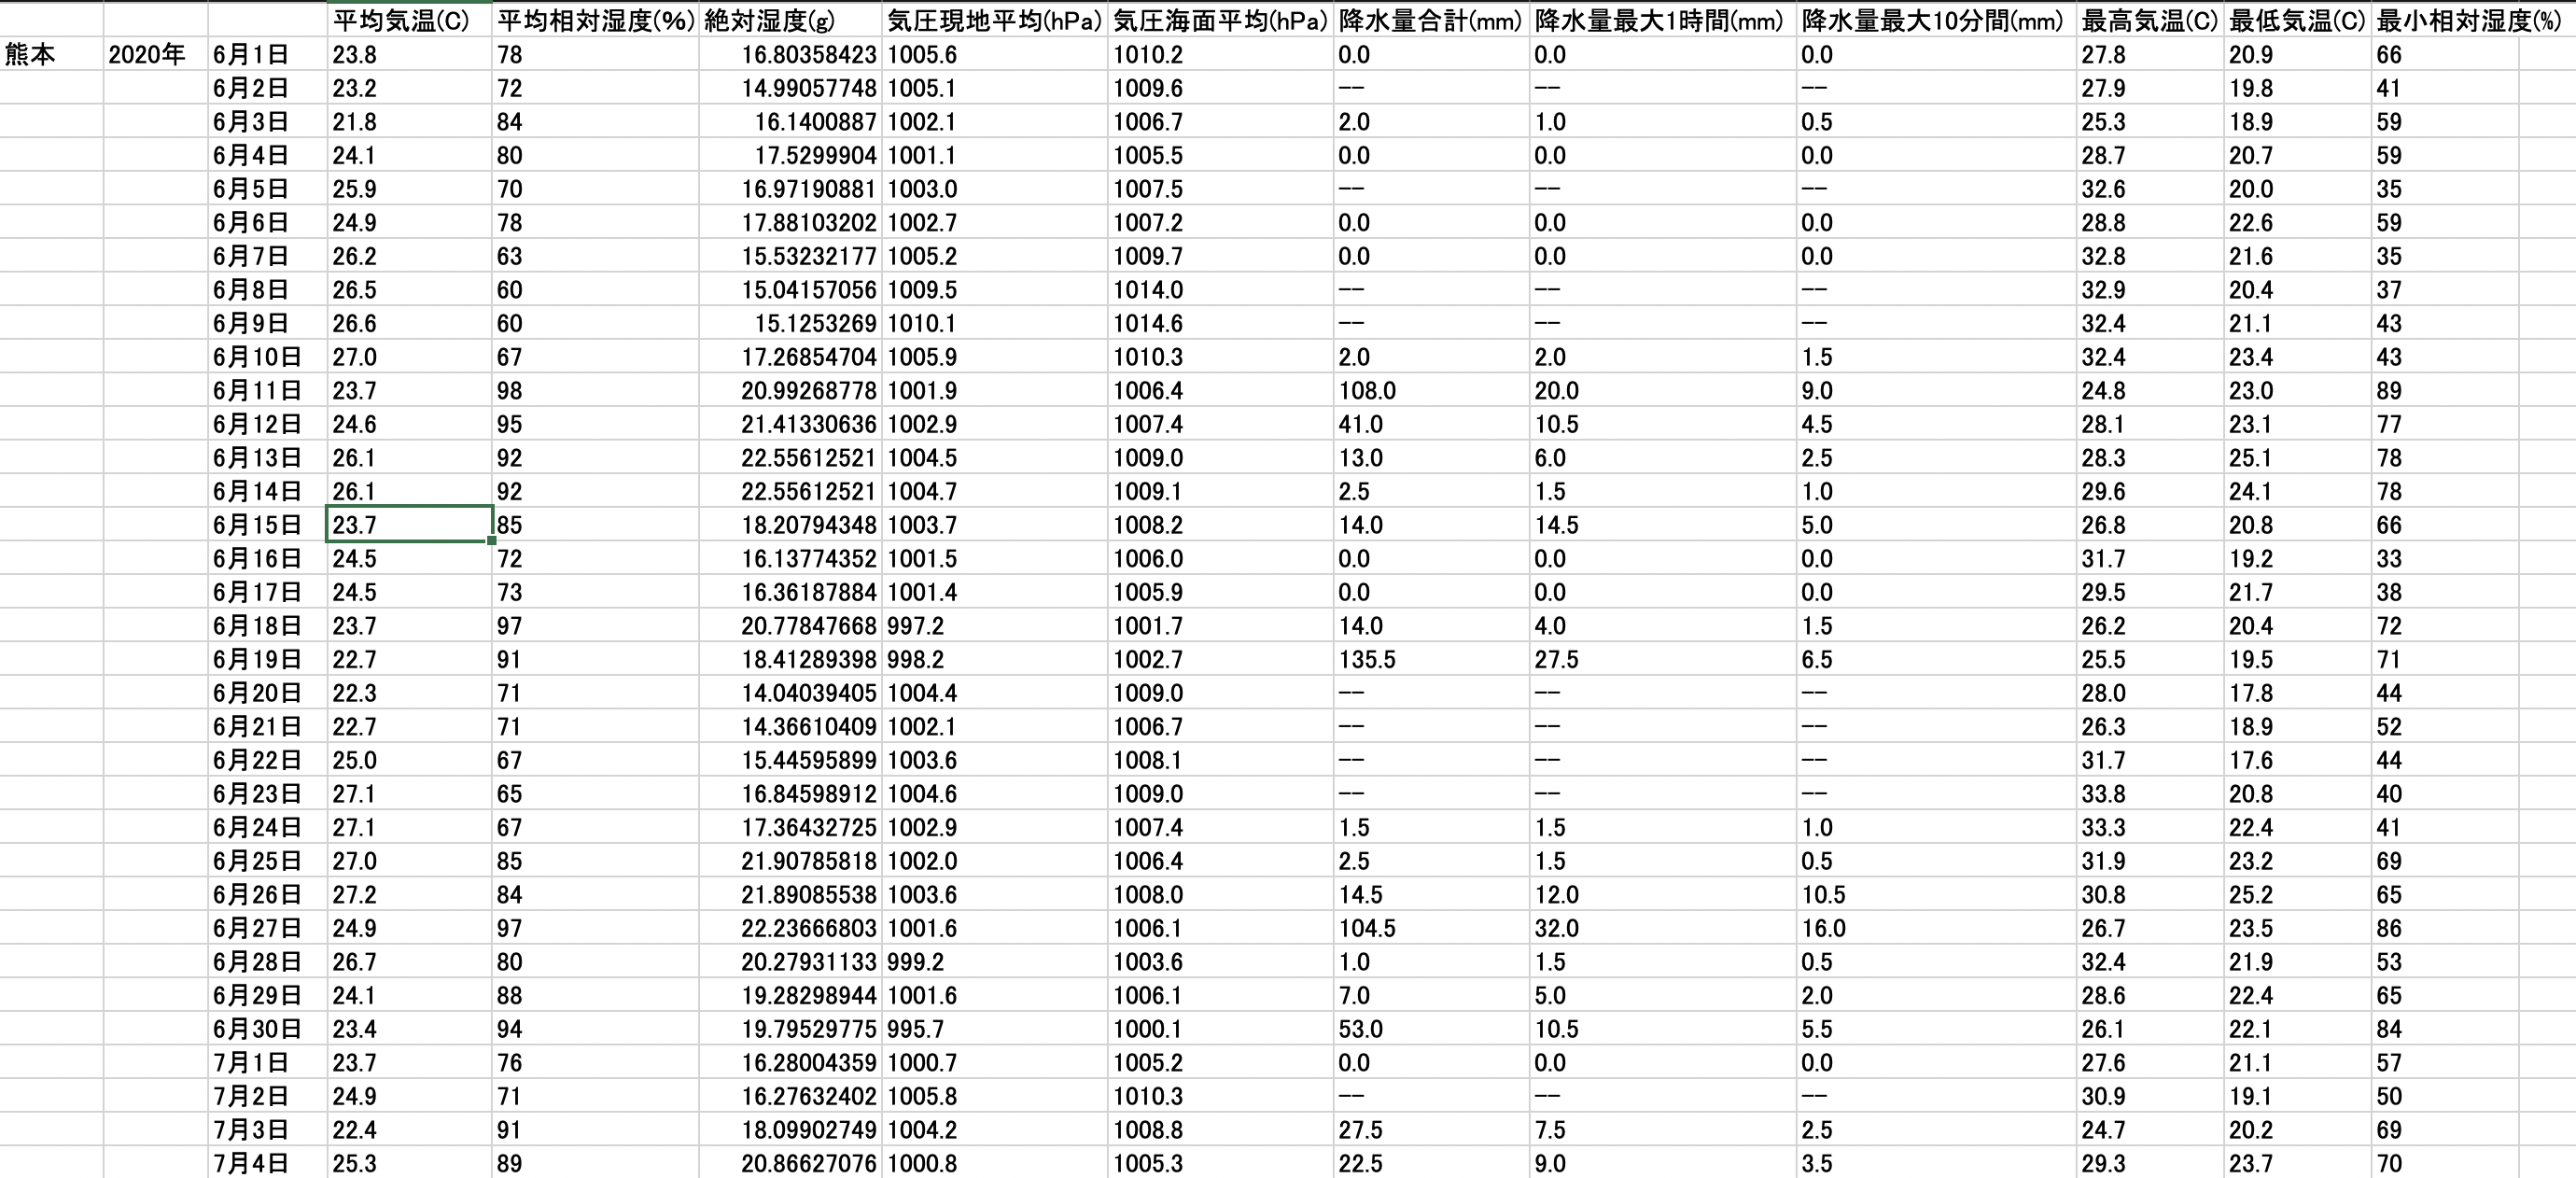 平均気温(C) 平均相対湿度(%) 絶対湿度(g) 気圧現地平均(hPa) 気圧海面平均(hPa) 降水量合計(mm) 降水量最大1時間(mm) 降水量最大10分間(mm) 最高気温(C) 最低気温(C) 最小相対湿度(%)
熊本 2020年 6月1日 23.8 78 16.80358423 1005.6 1010.2 0.0 0.0 0.0 27.8 20.9 66
6月2日 23.2 72 14.99057748 1005.1 1009.6 -- -- -- 27.9 19.8 41
6月3日 21.8 84 16.1400887 1002.1 1006.7 2.0 1.0 0.5 25.3 18.9 59
6月4日 24.1 80 17.5299904 1001.1 1005.5 0.0 0.0 0.0 28.7 20.7 59
6月5日 25.9 70 16.97190881 1003.0 1007.5 -- -- -- 32.6 20.0 35
6月6日 24.9 78 17.88103202 1002.7 1007.2 0.0 0.0 0.0 28.8 22.6 59
6月7日 26.2 63 15.53232177 1005.2 1009.7 0.0 0.0 0.0 32.8 21.6 35
6月8日 26.5 60 15.04157056 1009.5 1014.0 -- -- -- 32.9 20.4 37
6月9日 26.6 60 15.1253269 1010.1 1014.6 -- -- -- 32.4 21.1 43
6月10日 27.0 67 17.26854704 1005.9 1010.3 2.0 2.0 1.5 32.4 23.4 43
6月11日 23.7 98 20.99268778 1001.9 1006.4 108.0 20.0 9.0 24.8 23.0 89
6月12日 24.6 95 21.41330636 1002.9 1007.4 41.0 10.5 4.5 28.1 23.1 77
6月13日 26.1 92 22.55612521 1004.5 1009.0 13.0 6.0 2.5 28.3 25.1 78
6月14日 26.1 92 22.55612521 1004.7 1009.1 2.5 1.5 1.0 29.6 24.1 78
6月15日 23.7 85 18.20794348 1003.7 1008.2 14.0 14.5 5.0 26.8 20.8 66
6月16日 24.5 72 16.13774352 1001.5 1006.0 0.0 0.0 0.0 31.7 19.2 33
6月17日 24.5 73 16.36187884 1001.4 1005.9 0.0 0.0 0.0 29.5 21.7 38
6月18日 23.7 97 20.77847668 997.2 1001.7 14.0 4.0 1.5 26.2 20.4 72
6月19日 22.7 91 18.41289398 998.2 1002.7 135.5 27.5 6.5 25.5 19.5 71
6月20日 22.3 71 14.04039405 1004.4 1009.0 -- -- -- 28.0 17.8 44
6月21日 22.7 71 14.36610409 1002.1 1006.7 -- -- -- 26.3 18.9 52
6月22日 25.0 67 15.44595899 1003.6 1008.1 -- -- -- 31.7 17.6 44
6月23日 27.1 65 16.84598912 1004.6 1009.0 -- -- -- 33.8 20.8 40
6月24日 27.1 67 17.36432725 1002.9 1007.4 1.5 1.5 1.0 33.3 22.4 41
6月25日 27.0 85 21.90785818 1002.0 1006.4 2.5 1.5 0.5 31.9 23.2 69
6月26日 27.2 84 21.89085538 1003.6 1008.0 14.5 12.0 10.5 30.8 25.2 65
6月27日 24.9 97 22.23666803 1001.6 1006.1 104.5 32.0 16.0 26.7 23.5 86
6月28日 26.7 80 20.27931133 999.2 1003.6 1.0 1.5 0.5 32.4 21.9 53
6月29日 24.1 88 19.28298944 1001.6 1006.1 7.0 5.0 2.0 28.6 22.4 65
6月30日 23.4 94 19.79529775 995.7 1000.1 53.0 10.5 5.5 26.1 22.1 84
7月1日 23.7 76 16.28004359 1000.7 1005.2 0.0 0.0 0.0 27.6 21.1 57
7月2日 24.9 71 16.27632402 1005.8 1010.3 -- -- -- 30.9 19.1 50
7月3日 22.4 91 18.09902749 1004.2 1008.8 27.5 7.5 2.5 24.7 20.2 69
7月4日 25.3 89 20.86627076 1000.8 1005.3 22.5 9.0 3.5 29.3 23.7 70